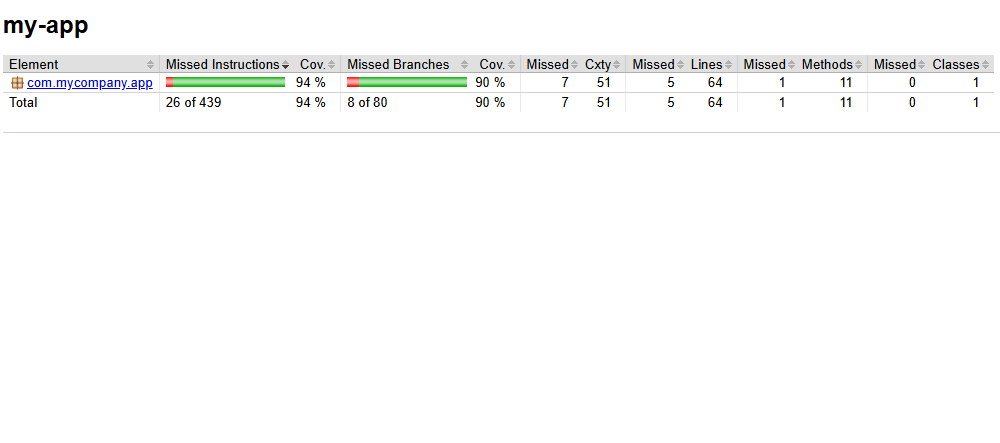 my-app
Element Missed Instructions Cov. Missed Branches Cov. Missed Cxty Missed Lines Missed Methods Missed Classes
com.mycompany.app 94 % 90 % 7 51 5 64 1 11 0 1
Total 26 of 439 94 % 8 of 80 90 % 7 51 5 64 1 11 0 1